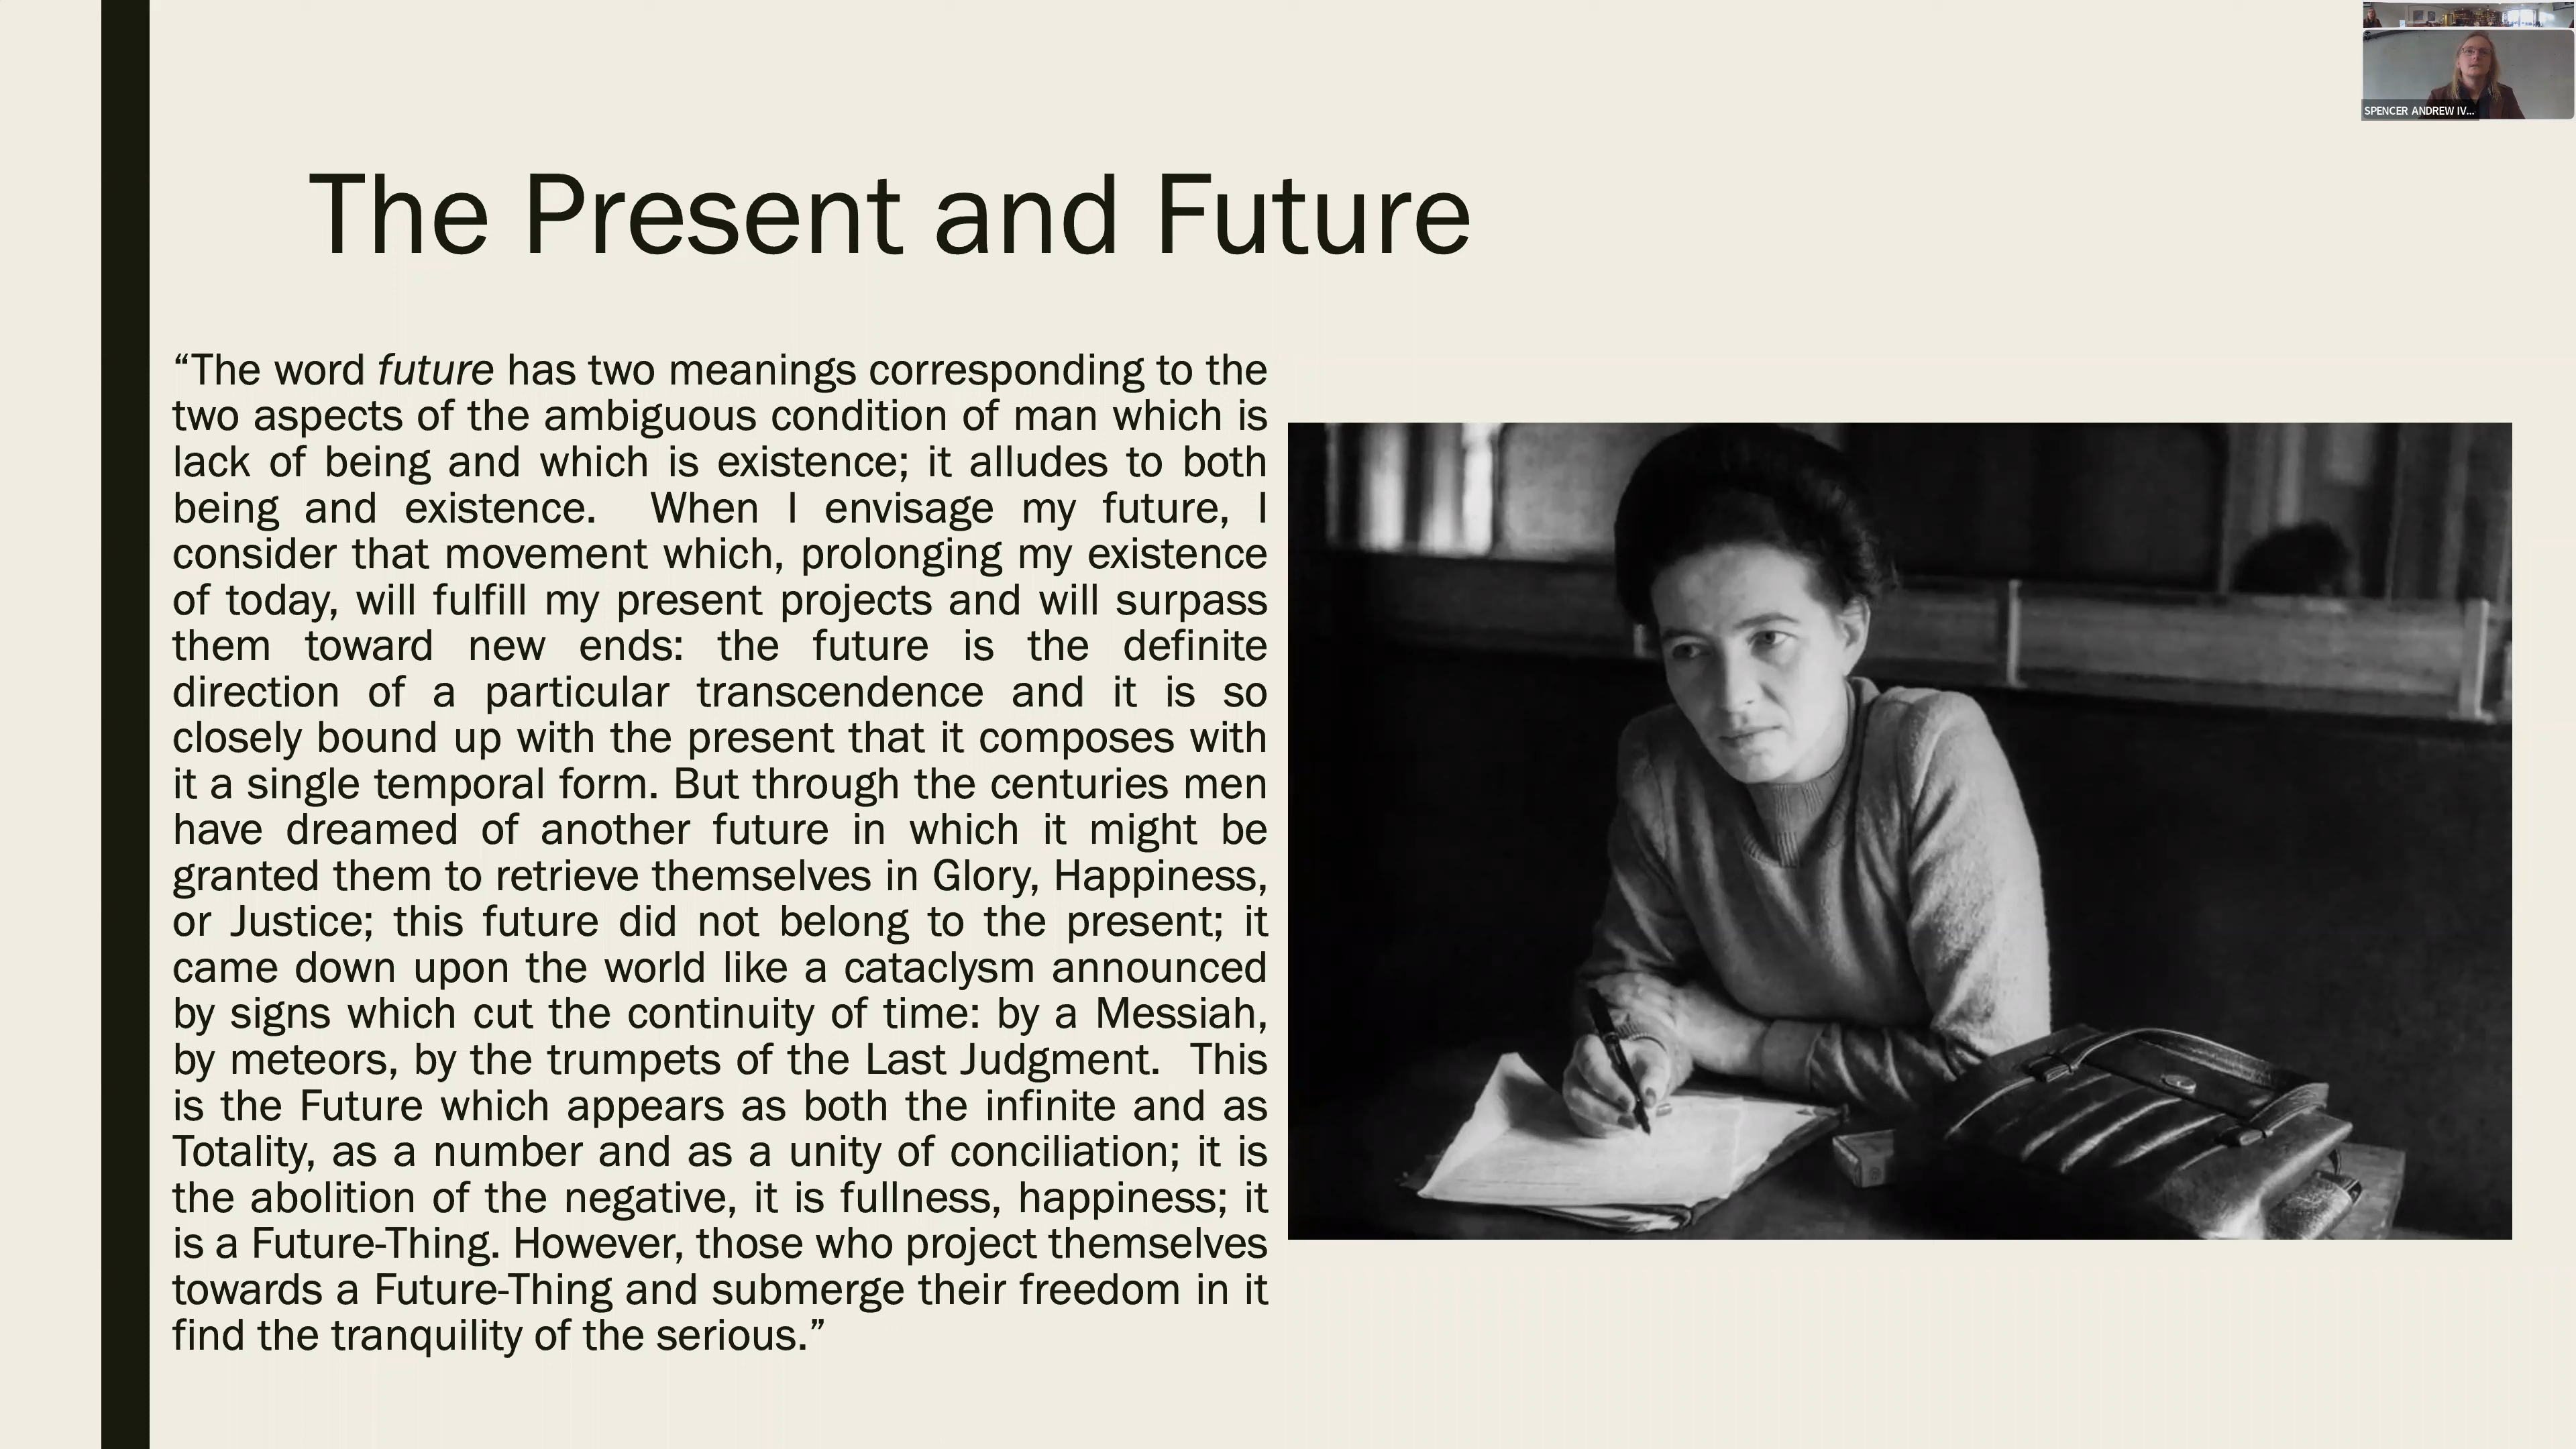 SPENCER ANDREW IV...
The Present and Future
“The word future has two meanings corresponding to the
two aspects of the ambiguous condition of man which is
lack of being and which is existence; it alludes to both
being and existence.  When I envisage my future, I
consider that movement which, prolonging my existence
of today, will fulfill my present projects and will surpass
them toward new ends: the future is the definite
direction of a particular transcendence and it is so
closely bound up with the present that it composes with
it a single temporal form. But through the centuries men
have dreamed of another future in which it might be
granted them to retrieve themselves in Glory, Happiness,
or Justice; this future did not belong to the present; it
came down upon the world like a cataclysm announced
by signs which cut the continuity of time: by a Messiah,
by meteors, by the trumpets of the Last Judgment.  This
is the Future which appears as both the infinite and as
Totality, as a number and as a unity of conciliation; it is
the abolition of the negative, it is fullness, happiness; it
is a Future-Thing. However, those who project themselves
towards a Future-Thing and submerge their freedom in it
find the tranquility of the serious.”